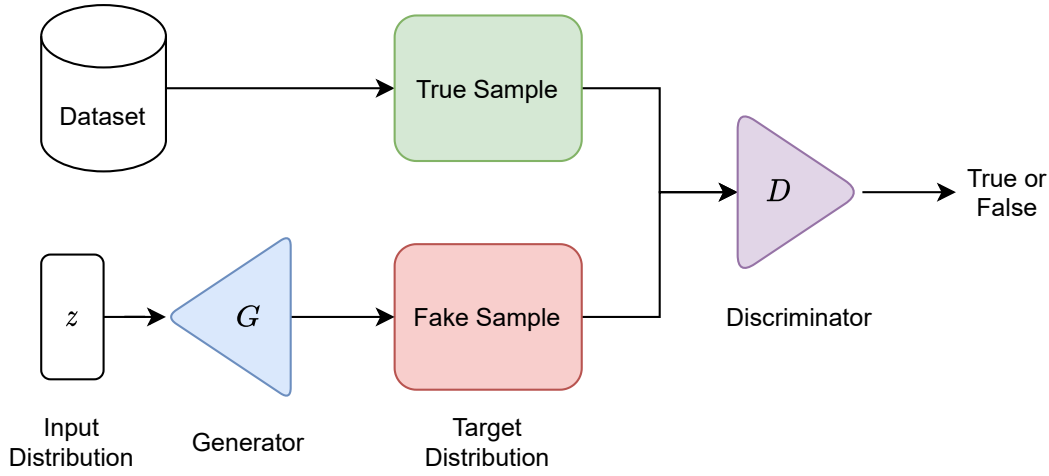 Dataset
True Sample
D
True or
False
z
G
Fake Sample
Discriminator
Input
Distribution
Generator
Target
Distribution